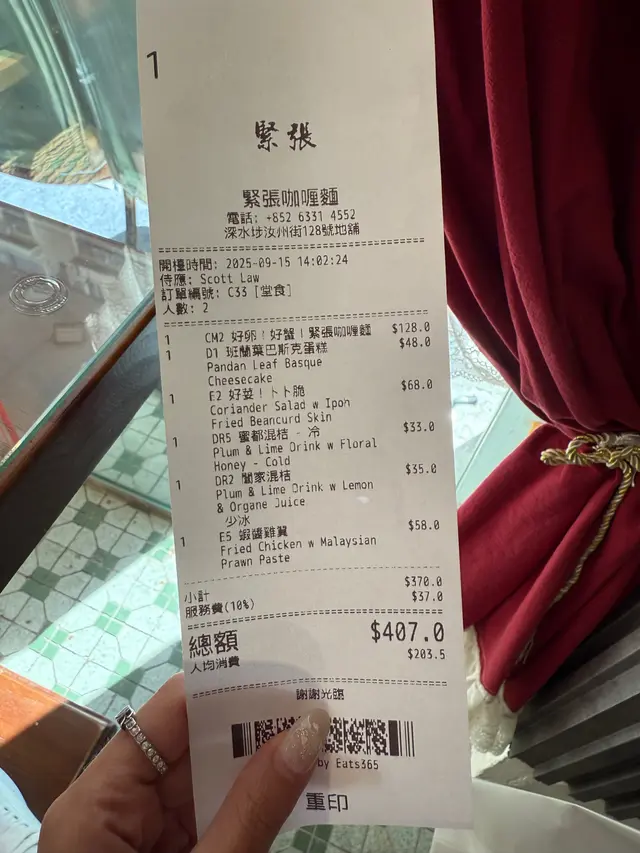 1
緊張
緊張咖喱麵
電話: +852 6331 4552
深水埗汝州街128號地舖
開檯時間: 2025-09-15 14:02:24
侍應: Scott Law
訂單編號: C33 [堂食]
人數: 2
1 CM2 好卵！好蟹！緊張咖喱麵 $128.0
1 D1 班蘭葉巴斯克蛋糕 $48.0
Pandan Leaf Basque
Cheesecake
1 E2 好荽！卜卜脆 $68.0
Coriander Salad w Ipon
Fried Beancurd Skin
1 DR5 蜜都混桔 - 冷 $33.0
Plum & Lime Drink w Floral
Honey - Cold
1 DR2 闔家混桔 $35.0
Plum & Lime Drink w Lemon
& Organe Juice
少冰
1 E5 蝦醬雞翼 $58.0
Fried Chicken w Malaysian
Prawn Paste
小計 $370.0
服務費(10%) $37.0
總額 $407.0
人均消費 $203.5
謝謝光臨
by Eats365
重印